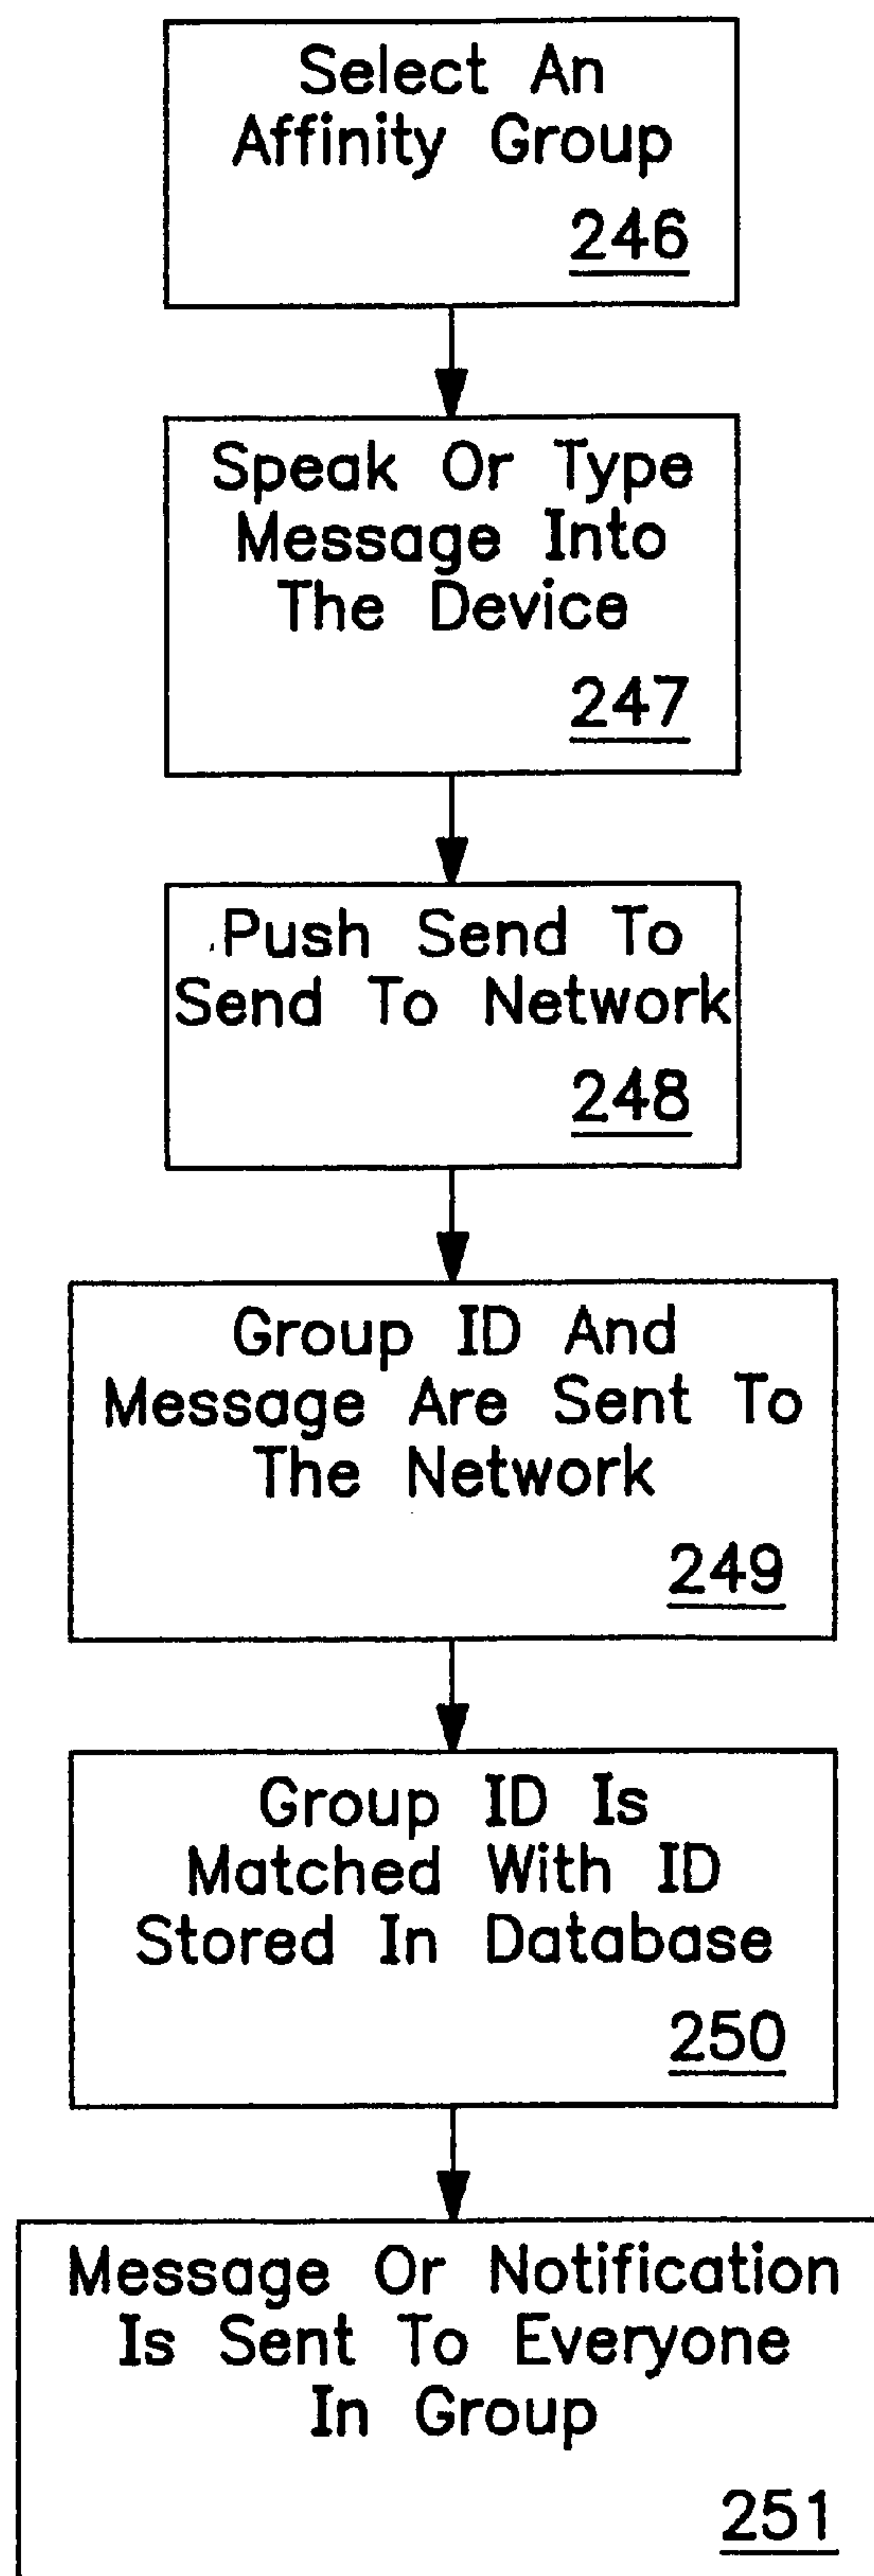 Select An
Affinity Group
246
Speak Or Type
Message Into
The Device
247
Push Send To
Send To Network
248
Group ID And
Message Are Sent To
The Network
249
Group ID Is
Matched With ID
Stored In Database
250
Message Or Notification
Is Sent To Everyone
In Group
251